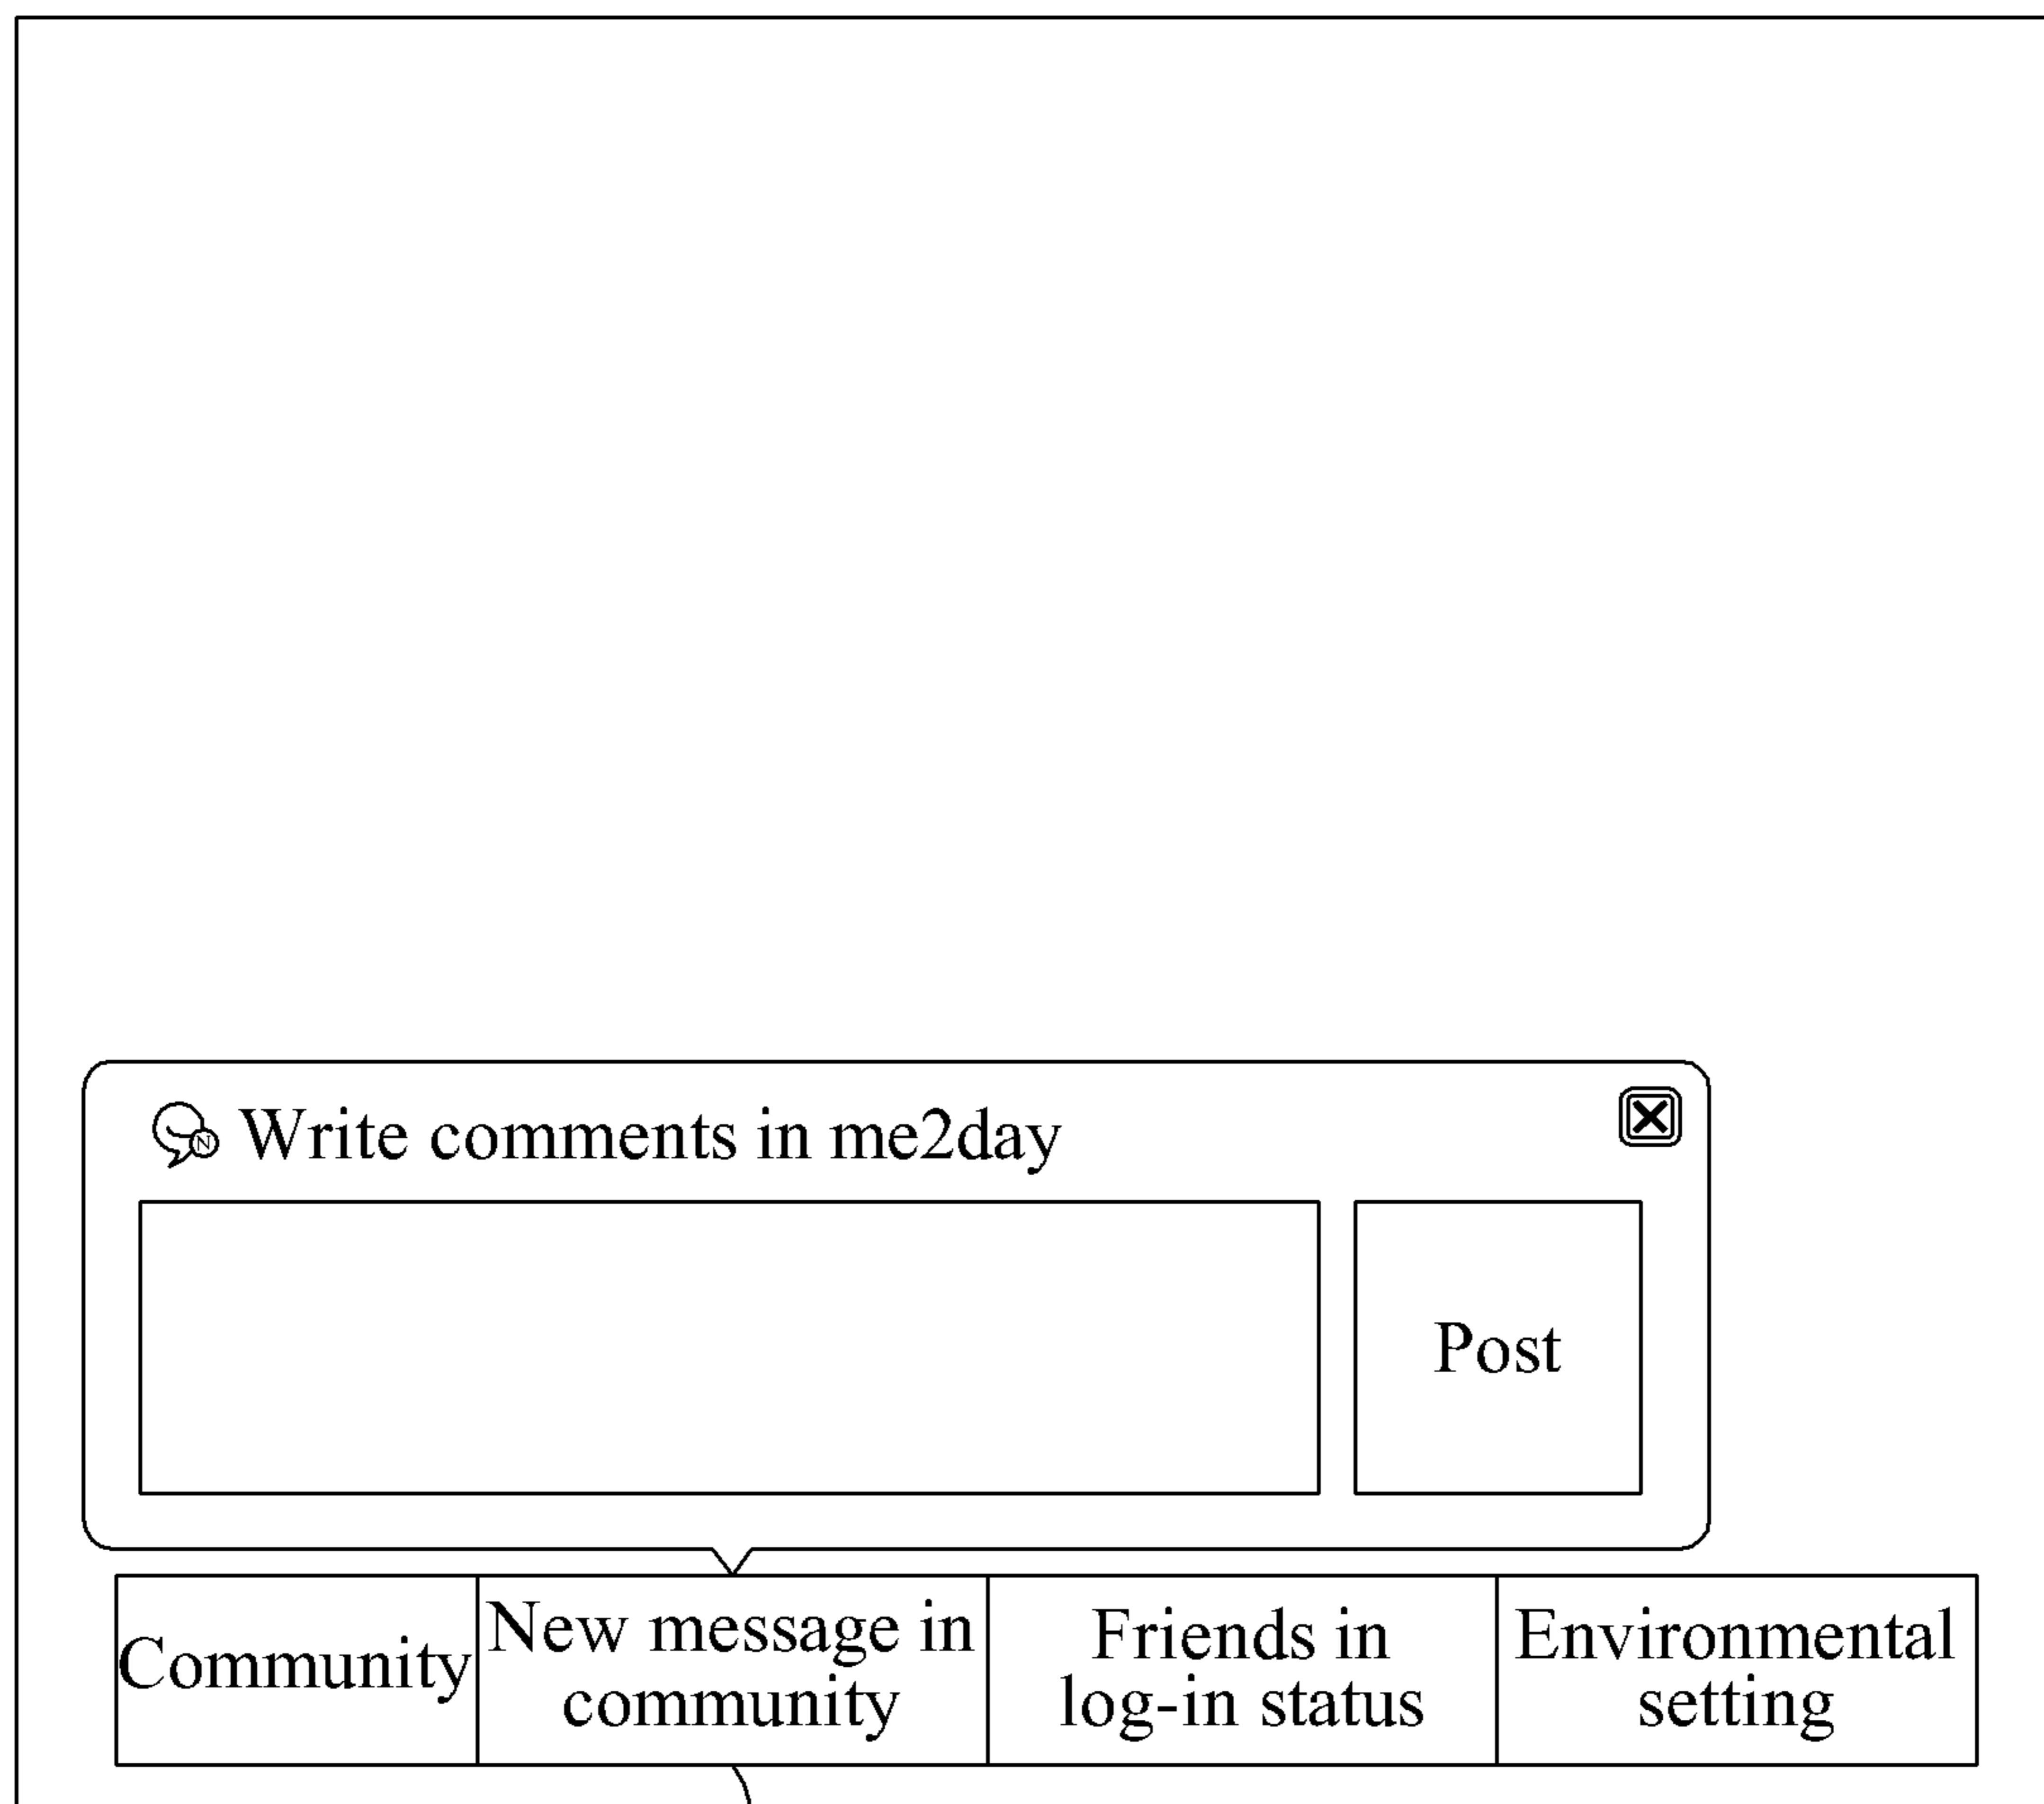 N Write comments in me2day
Post
Community
New message in
community
Friends in
log-in status
Environmental
setting